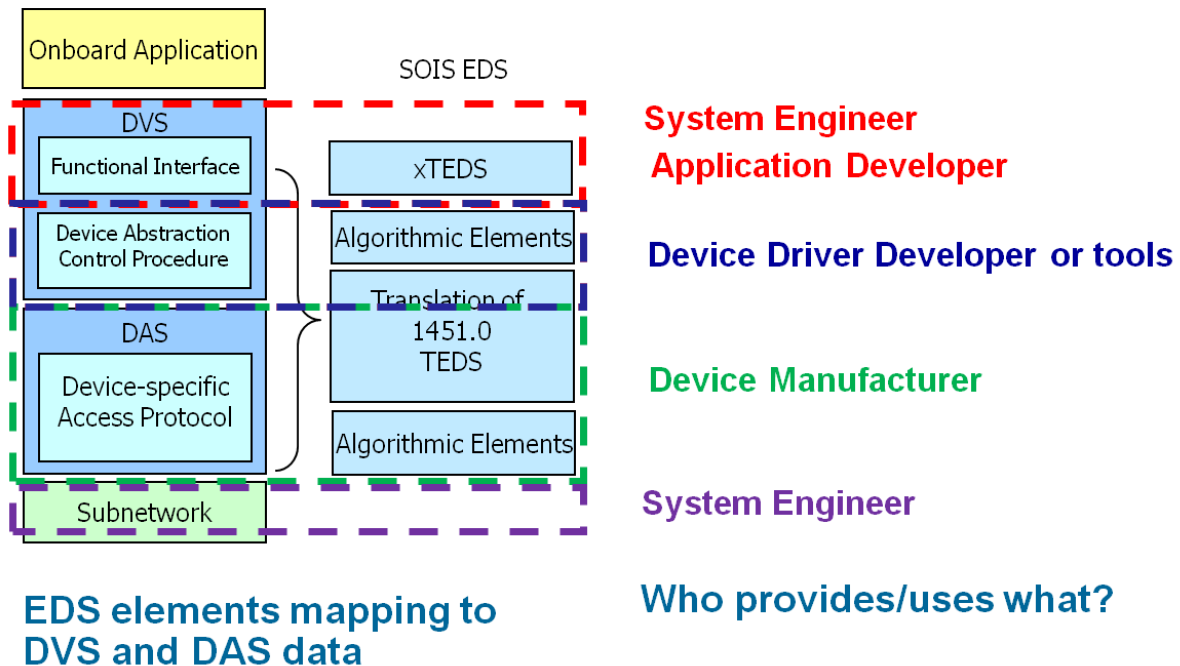 Onboard Application
SOIS EDS
DVS
Functional Interface
xTEDS
System Engineer
Application Developer
Device Abstraction
Control Procedure
Algorithmic Elements
Device Driver Developer or tools
Translation of
1451.0
TEDS
DAS
Device-specific
Access Protocol
Device Manufacturer
Algorithmic Elements
Subnetwork
System Engineer
EDS elements mapping to
DVS and DAS data
Who provides/uses what?